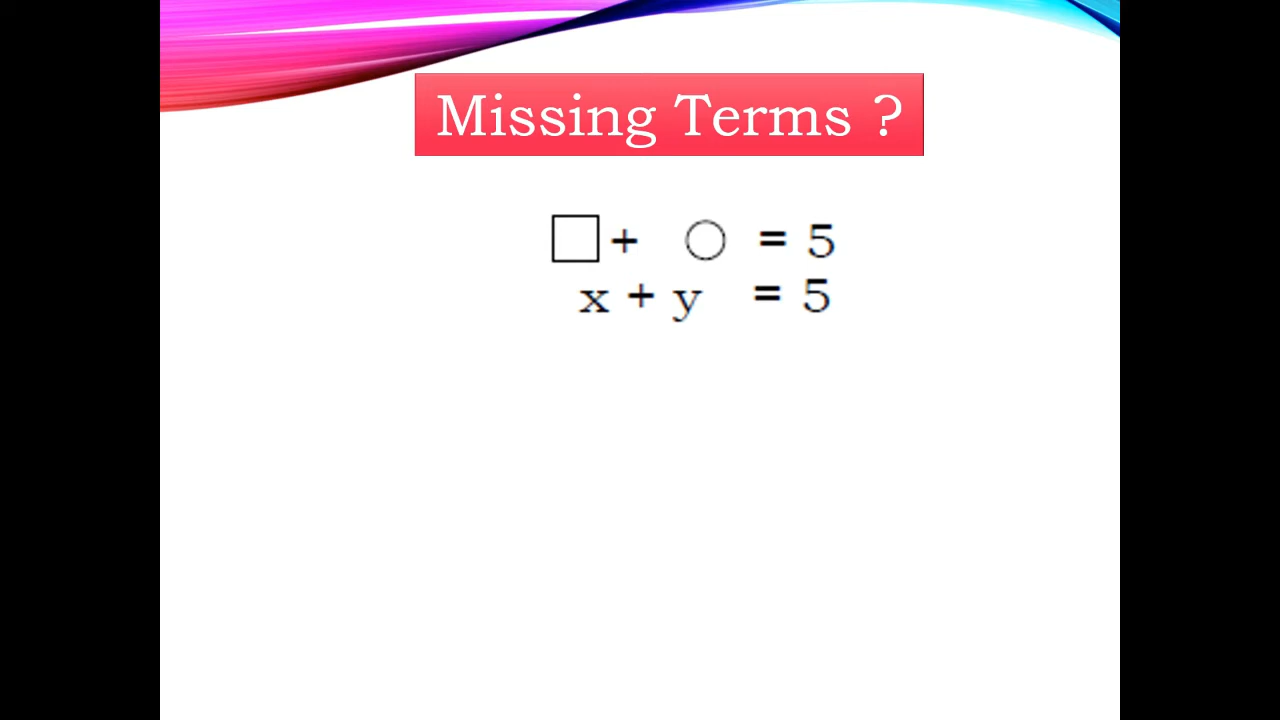 Missing Terms ?
□ + ○ = 5
x + y = 5